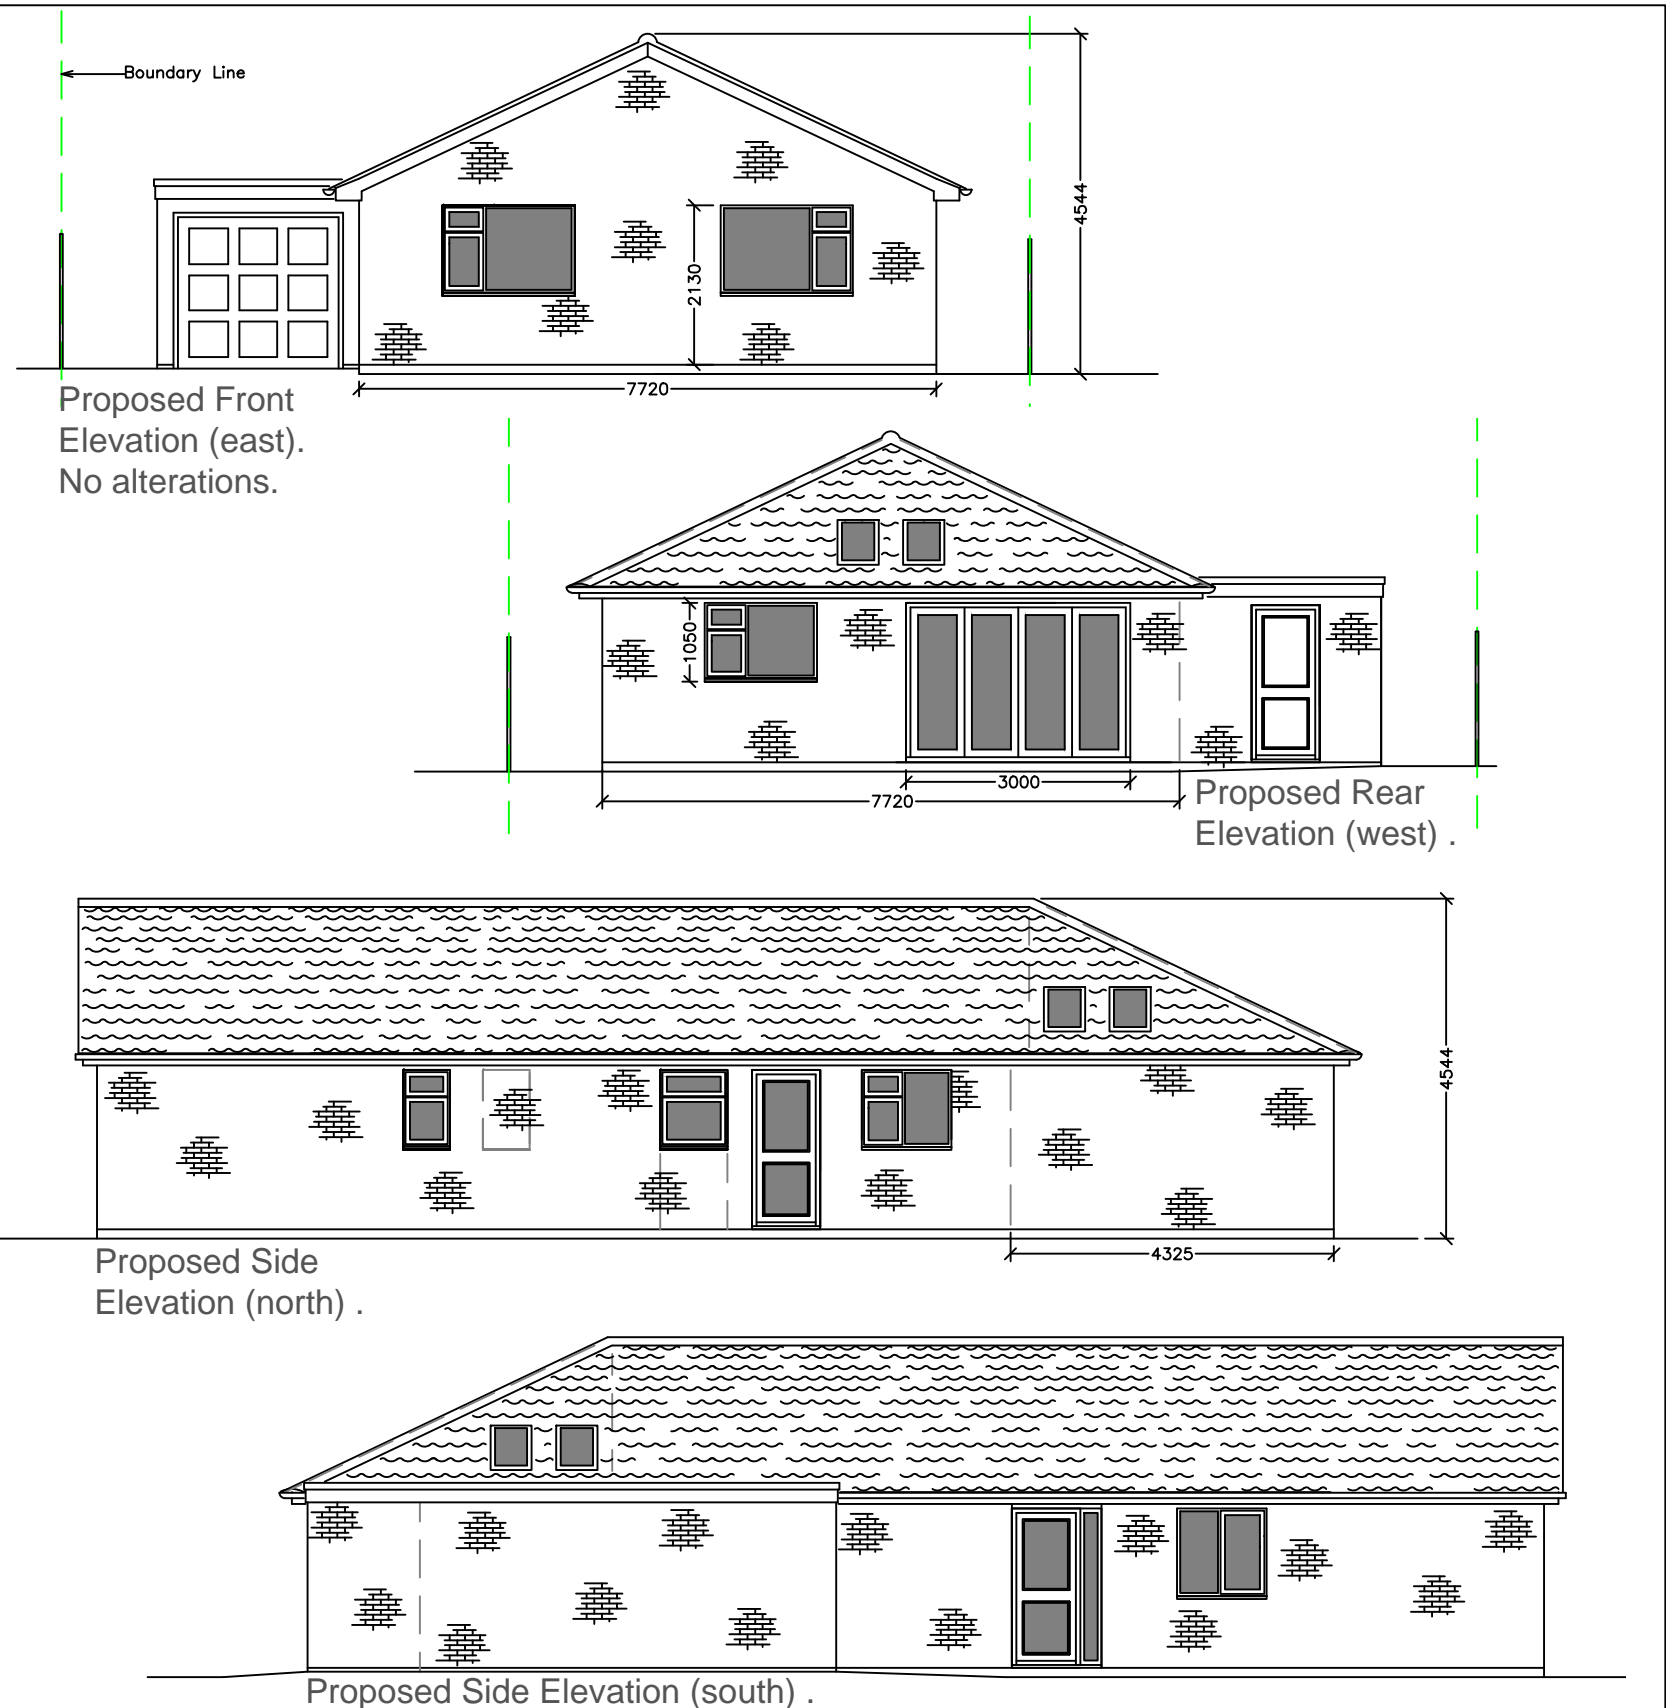 Boundary Line
4544
2130
7720
Proposed Front
Elevation (east).
No alterations.
1050
3000
7720
Proposed Rear
Elevation (west) .
4544
4325
Proposed Side
Elevation (north) .
Proposed Side Elevation (south) .